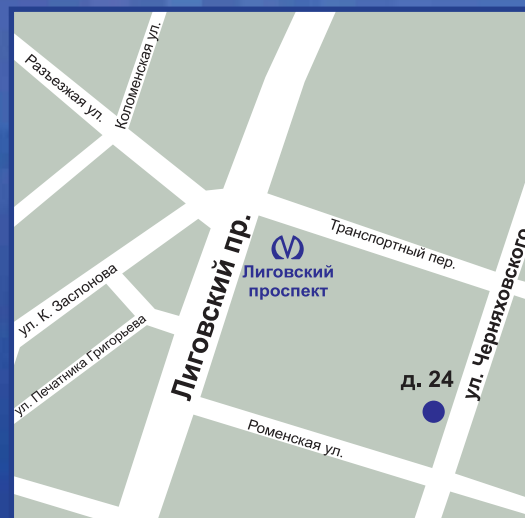 Разъезжая ул.
Коломенская ул.
Лиговский пр.
Транспортный пер.
Лиговский
проспект
ул. Черняховского
ул. К. Заслонова
ул. Печатника Григорьева
д. 24
Роменская ул.